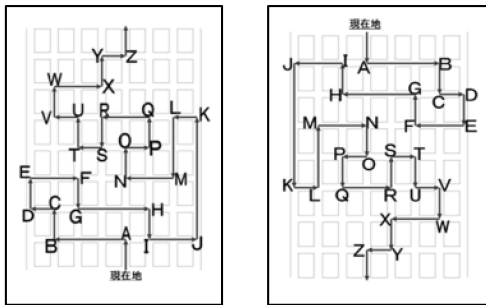 Y Z
W X
V U R Q L K
T S O P
E F N M
D C G H
B A I J
現在地
現在地
J I A B
H G C D
M N F E
P O S T
K L Q R U V
X W
Z Y